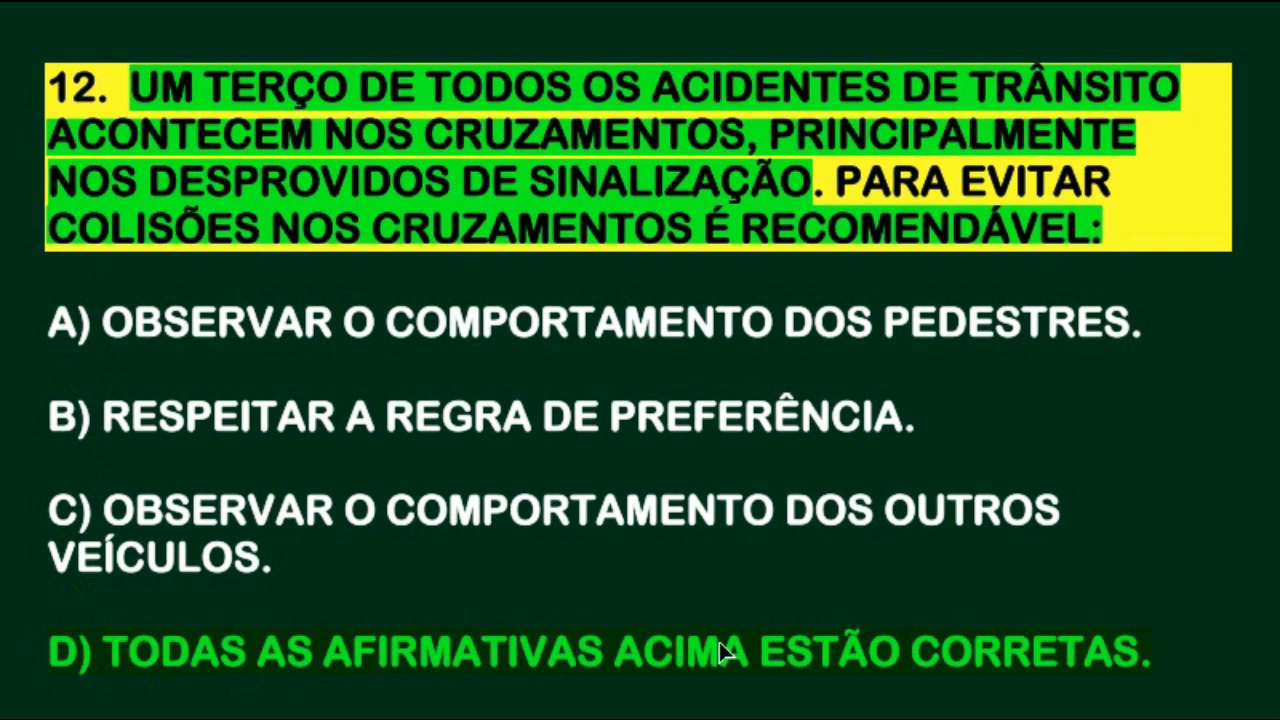 12. UM TERÇO DE TODOS OS ACIDENTES DE TRÂNSITO
ACONTECEM NOS CRUZAMENTOS, PRINCIPALMENTE
NOS DESPROVIDOS DE SINALIZAÇÃO. PARA EVITAR
COLISÕES NOS CRUZAMENTOS É RECOMENDÁVEL:
A) OBSERVAR O COMPORTAMENTO DOS PEDESTRES.
B) RESPEITAR A REGRA DE PREFERÊNCIA.
C) OBSERVAR O COMPORTAMENTO DOS OUTROS
VEÍCULOS.
D) TODAS AS AFIRMATIVAS ACIMA ESTÃO CORRETAS.